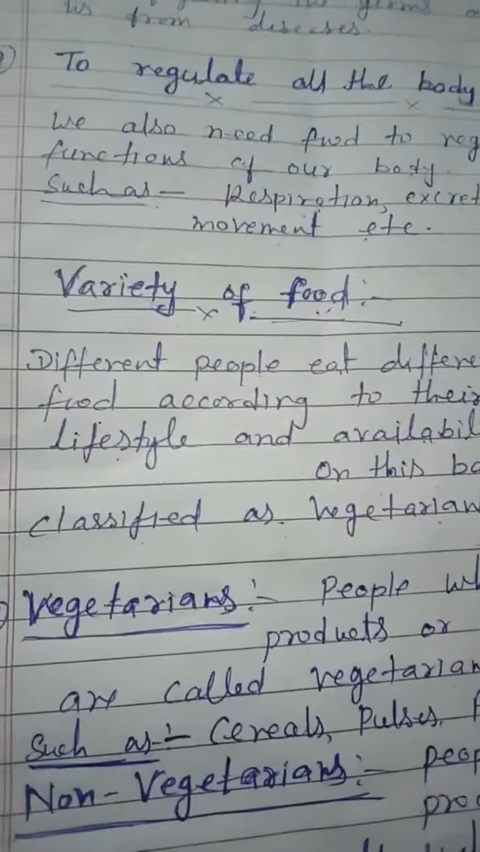 us from diseases.
To regulate all the body
We also need food to reg
functions of our body.
Such as - Respiration, excret
movement etc.
Variety of food :-
Different people eat differe
food according to their
lifestyle and availabil
On this ba
classified as vegetarian
Vegetarians :- People wh
products or
are called vegetarian
Such as :- Cereals, Pulses,
Non-Vegetarians :- peop
pro